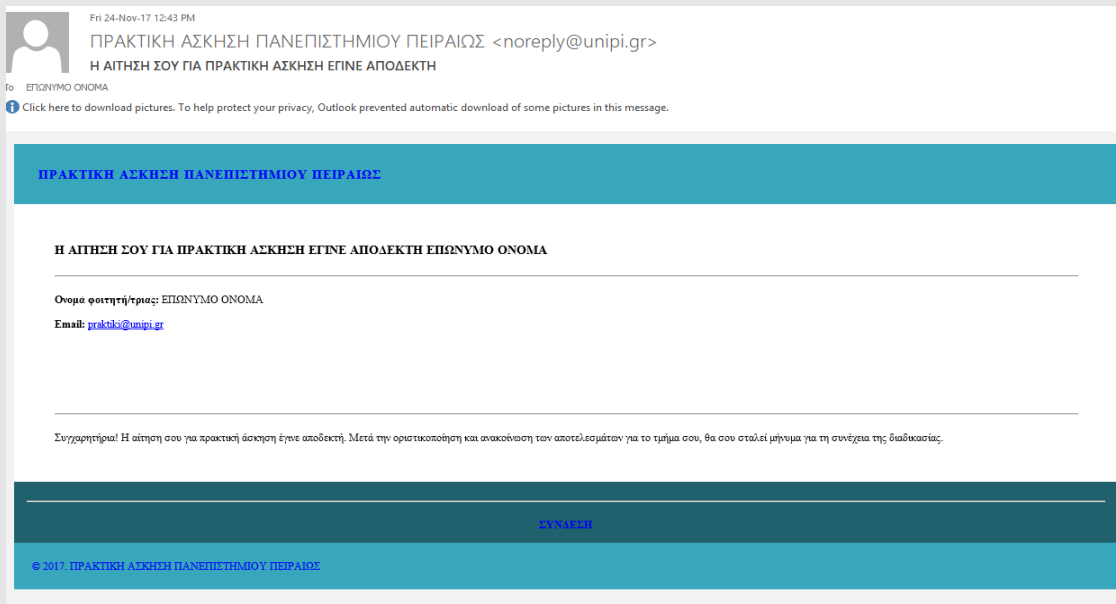 Fri 24-Nov-17 12:43 PM
ΠΡΑΚΤΙΚΗ ΑΣΚΗΣΗ ΠΑΝΕΠΙΣΤΗΜΙΟΥ ΠΕΙΡΑΙΩΣ <noreply@unipi.gr>
Η ΑΙΤΗΣΗ ΣΟΥ ΓΙΑ ΠΡΑΚΤΙΚΗ ΑΣΚΗΣΗ ΕΓΙΝΕ ΑΠΟΔΕΚΤΗ
To ΕΠΩΝΥΜΟ ΟΝΟΜΑ
Click here to download pictures. To help protect your privacy, Outlook prevented automatic download of some pictures in this message.
ΠΡΑΚΤΙΚΗ ΑΣΚΗΣΗ ΠΑΝΕΠΙΣΤΗΜΙΟΥ ΠΕΙΡΑΙΩΣ
Η ΑΙΤΗΣΗ ΣΟΥ ΓΙΑ ΠΡΑΚΤΙΚΗ ΑΣΚΗΣΗ ΕΓΙΝΕ ΑΠΟΔΕΚΤΗ ΕΠΩΝΥΜΟ ΟΝΟΜΑ
Ονομα φοιτητή/τριας: ΕΠΩΝΥΜΟ ΟΝΟΜΑ
Email: praktiki@unipi.gr
Συγχαρητήρια! Η αίτηση σου για πρακτική άσκηση έγινε αποδεκτή. Μετά την οριστικοποίηση και ανακοίνωση των αποτελεσμάτων για το τμήμα σου, θα σου σταλεί μήνυμα για τη συνέχεια της διαδικασίας.
ΣΥΝΔΕΣΗ
© 2017. ΠΡΑΚΤΙΚΗ ΑΣΚΗΣΗ ΠΑΝΕΠΙΣΤΗΜΙΟΥ ΠΕΙΡΑΙΩΣ